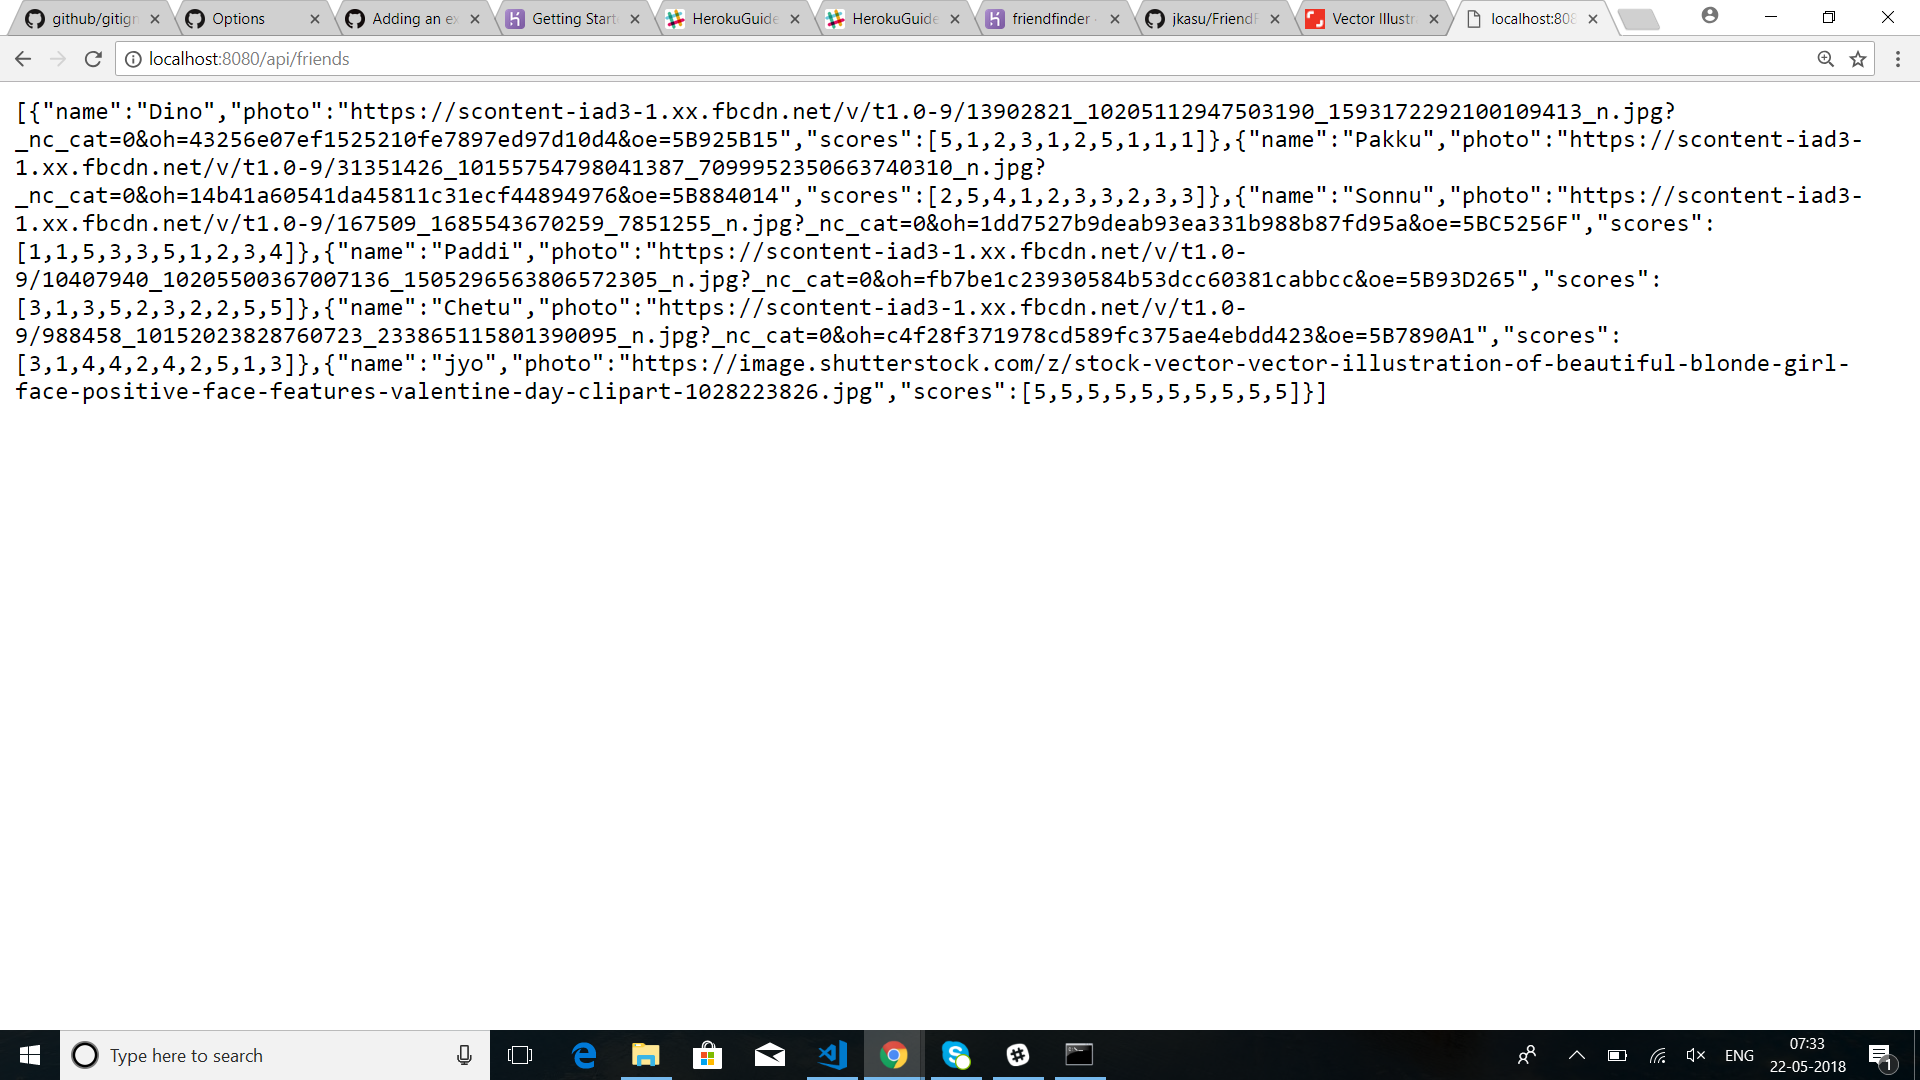 github/gitign
Options
Adding an ex
Getting Start
HerokuGuide
HerokuGuide
friendfinder
jkasu/FriendF
Vector Illustr
localhost:808
localhost:8080/api/friends
[{"name":"Dino","photo":"https://scontent-iad3-1.xx.fbcdn.net/v/t1.0-9/13902821_10205112947503190_1593172292100109413_n.jpg?
_nc_cat=0&oh=43256e07ef1525210fe7897ed97d10d4&oe=5B925B15","scores":[5,1,2,3,1,2,5,1,1,1]},{"name":"Pakku","photo":"https://scontent-iad3-
1.xx.fbcdn.net/v/t1.0-9/31351426_10155754798041387_7099952350663740310_n.jpg?
_nc_cat=0&oh=14b41a60541da45811c31ecf44894976&oe=5B884014","scores":[2,5,4,1,2,3,3,2,3,3]},{"name":"Sonnu","photo":"https://scontent-iad3-
1.xx.fbcdn.net/v/t1.0-9/167509_1685543670259_7851255_n.jpg?_nc_cat=0&oh=1dd7527b9deab93ea331b988b87fd95a&oe=5BC5256F","scores":
[1,1,5,3,3,5,1,2,3,4]},{"name":"Paddi","photo":"https://scontent-iad3-1.xx.fbcdn.net/v/t1.0-
9/10407940_10205500367007136_1505296563806572305_n.jpg?_nc_cat=0&oh=fb7be1c23930584b53dcc60381cabbcc&oe=5B93D265","scores":
[3,1,3,5,2,3,2,2,5,5]},{"name":"Chetu","photo":"https://scontent-iad3-1.xx.fbcdn.net/v/t1.0-
9/988458_10152023828760723_233865115801390095_n.jpg?_nc_cat=0&oh=c4f28f371978cd589fc375ae4ebdd423&oe=5B7890A1","scores":
[3,1,4,4,2,4,2,5,1,3]},{"name":"jyo","photo":"https://image.shutterstock.com/z/stock-vector-vector-illustration-of-beautiful-blonde-girl-
face-positive-face-features-valentine-day-clipart-1028223826.jpg","scores":[5,5,5,5,5,5,5,5,5,5]}]
Type here to search
ENG
07:33
22-05-2018
1